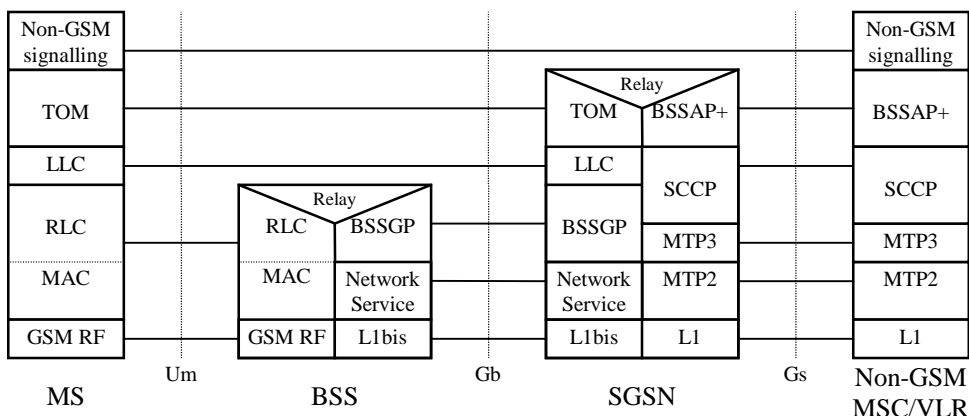 Non-GSM
signalling
TOM
LLC
RLC
MAC
GSM RF
MS
Um
Relay
RLC
BSSGP
MAC
Network
Service
GSM RF
L1bis
BSS
Gb
Relay
TOM
BSSAP+
LLC
SCCP
BSSGP
MTP3
Network
Service
MTP2
L1bis
L1
SGSN
Gs
Non-GSM
signalling
BSSAP+
SCCP
MTP3
MTP2
L1
Non-GSM
MSC/VLR